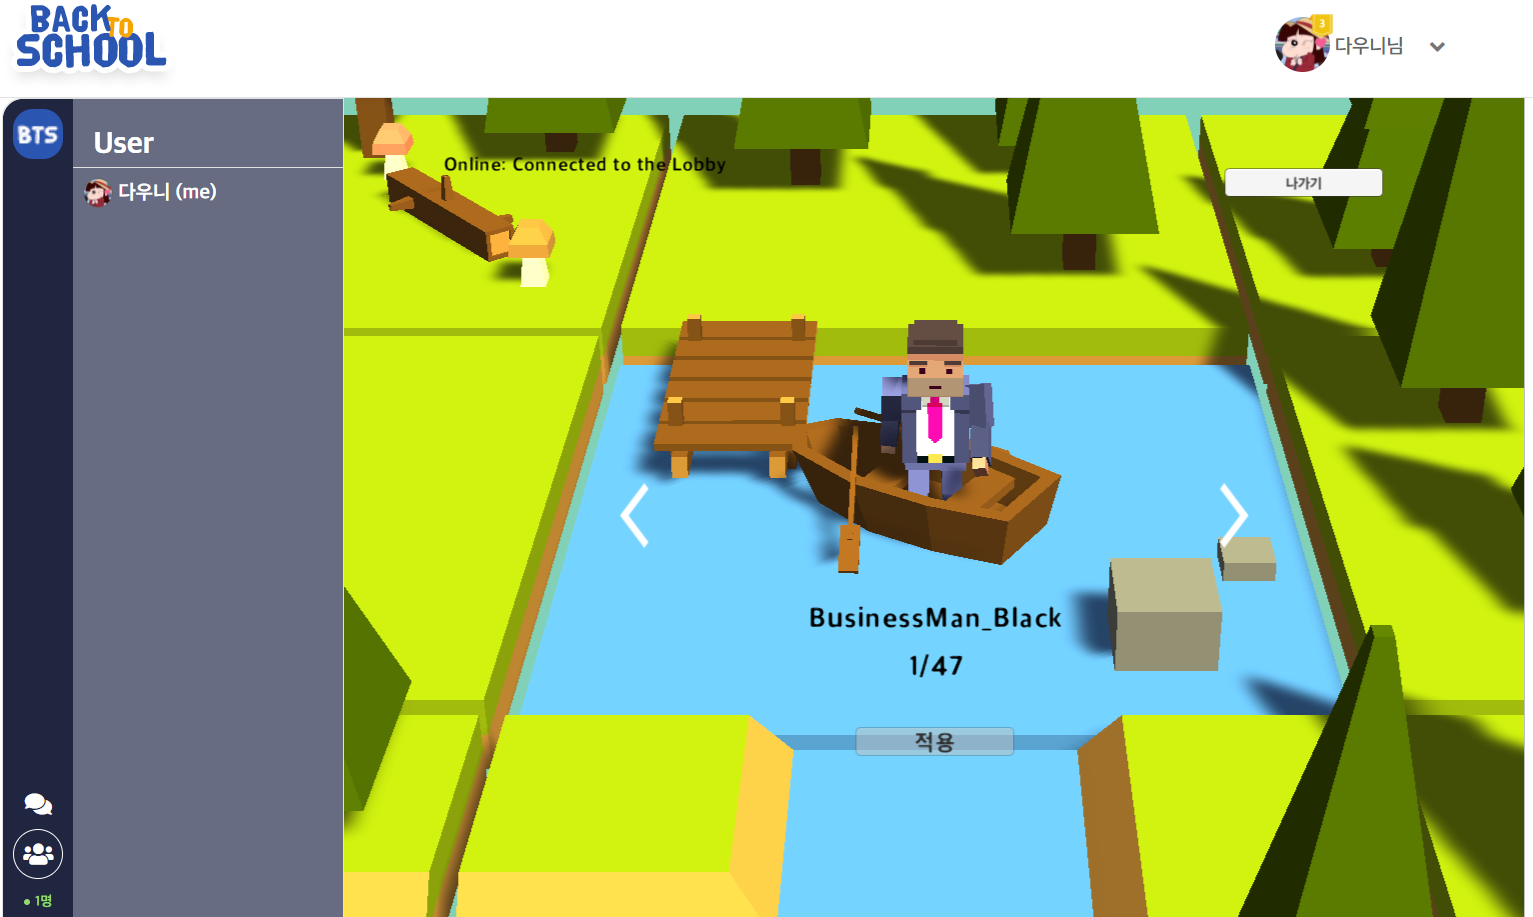 BACK TO
SCHOOL
3
다우니님
BTS
User
다우니 (me)
Online: Connected to the Lobby
나가기
BusinessMan_Black
1/47
적용
1명